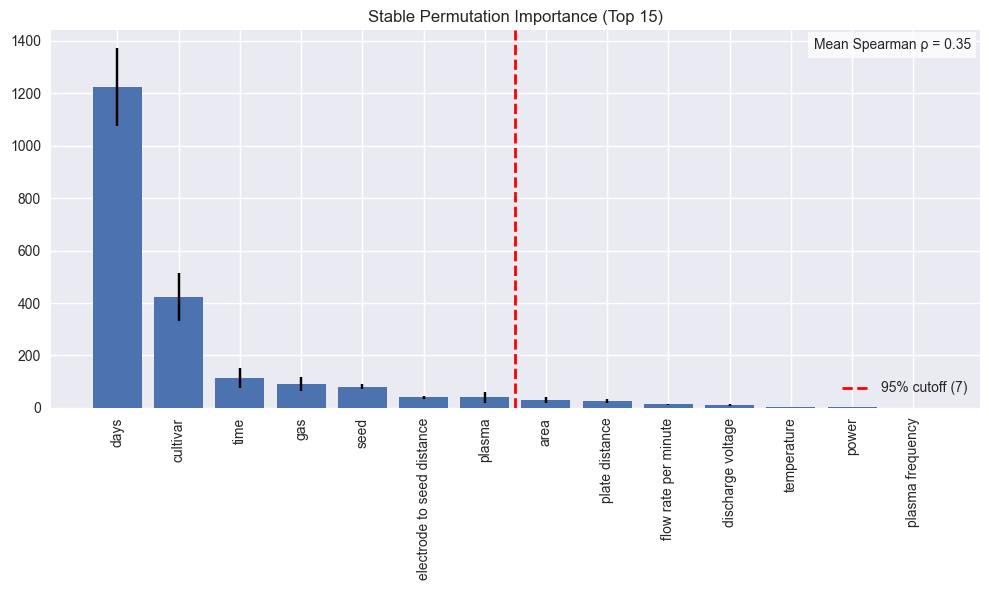 Stable Permutation Importance (Top 15)
1400
1200
1000
800
600
400
200
0
Mean Spearman ρ = 0.35
95% cutoff (7)
days
cultivar
time
gas
seed
electrode to seed distance
plasma
area
plate distance
flow rate per minute
discharge voltage
temperature
power
plasma frequency